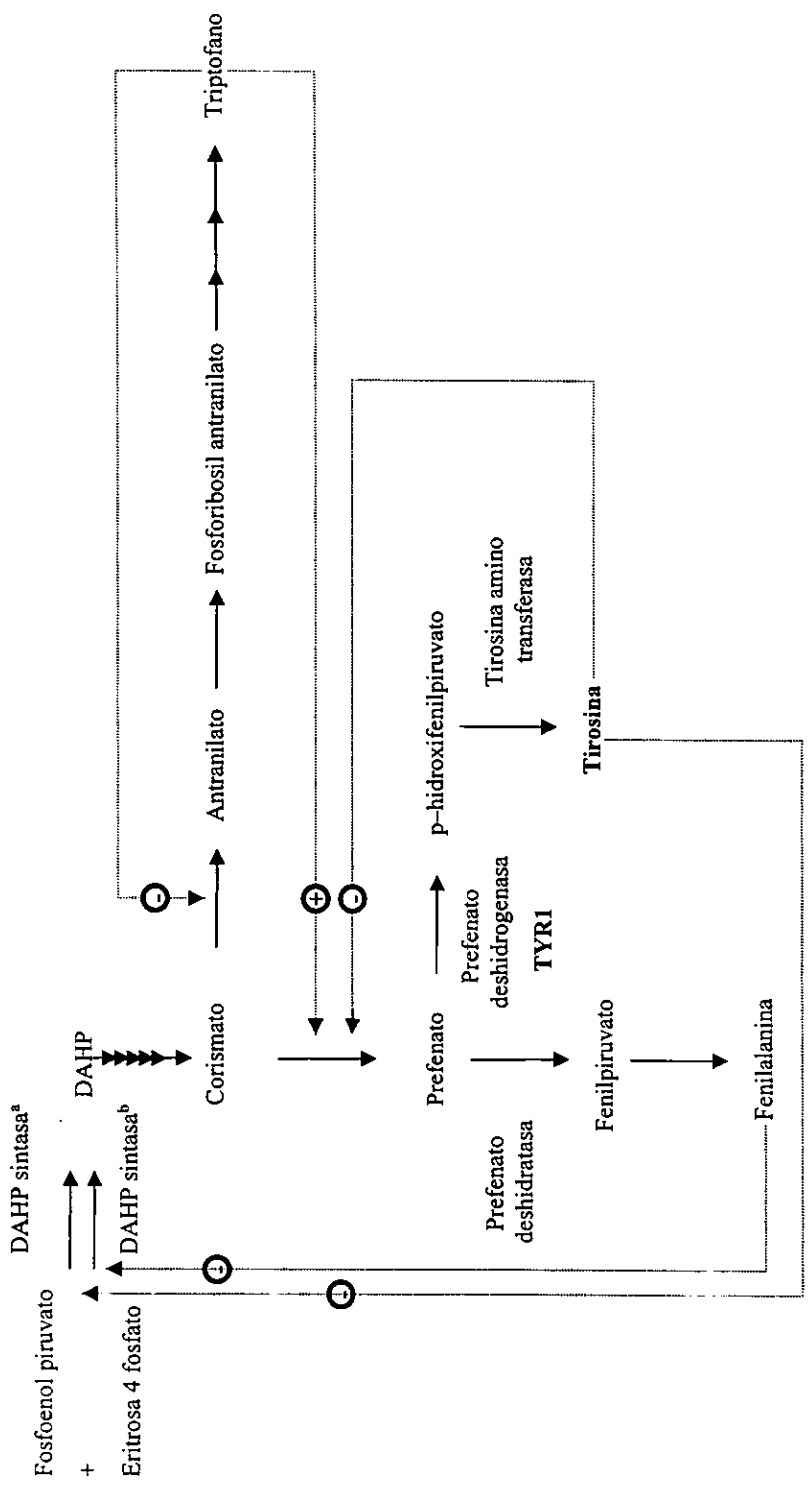 Fosfoenol piruvato
+
Eritrosa 4 fosfato
DAHP sintasaᵃ
DAHP sintasaᵇ
DAHP
Corismato
Antranilato
Fosforibosil antranilato
Triptofano
-
+
-
Prefenato
Prefenato
deshidrogenasa
TYR1
p–hidroxifenilpiruvato
Tirosina amino
transferasa
Tirosina
Prefenato
deshidratasa
Fenilpiruvato
Fenilalanina
-
-